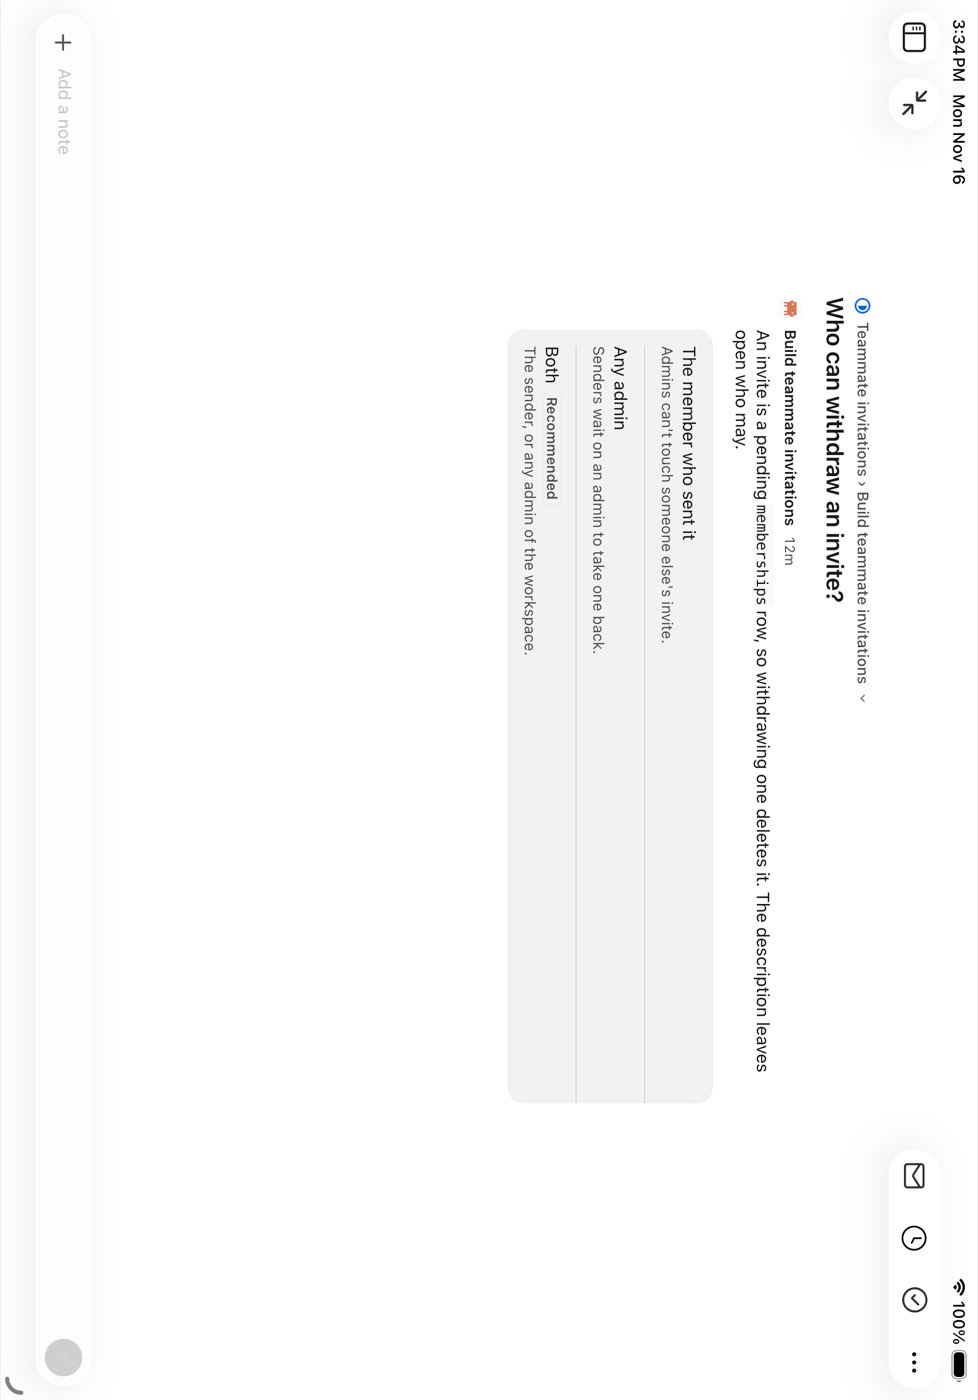 3:34 PM Mon Nov 16
100%
Teammate invitations › Build teammate invitations
Who can withdraw an invite?
Build teammate invitations 12m
An invite is a pending memberships row, so withdrawing one deletes it. The description leaves
open who may.
The member who sent it
Admins can't touch someone else's invite.
Any admin
Senders wait on an admin to take one back.
Both Recommended
The sender, or any admin of the workspace.
Add a note